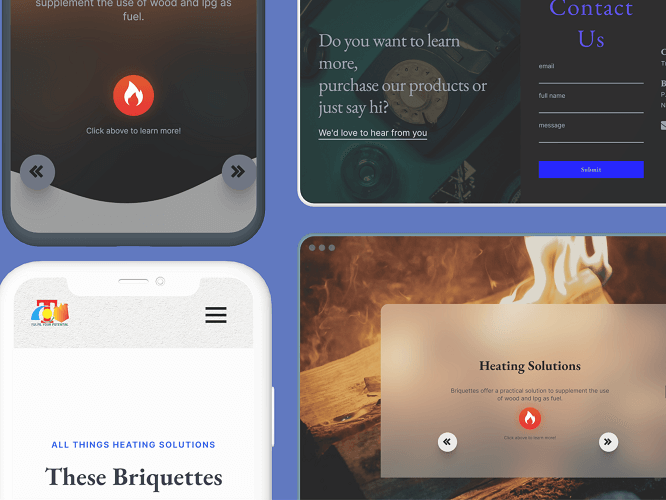 supplement the use of wood and lpg as
fuel.
Click above to learn more!
Contact
Us
Do you want to learn
more,
purchase our products or
just say hi?
We'd love to hear from you
email
full name
message
Submit
ALL THINGS HEATING SOLUTIONS
These Briquettes
Heating Solutions
Briquettes offer a practical solution to supplement the use
of wood and lpg as fuel.
Click above to learn more!